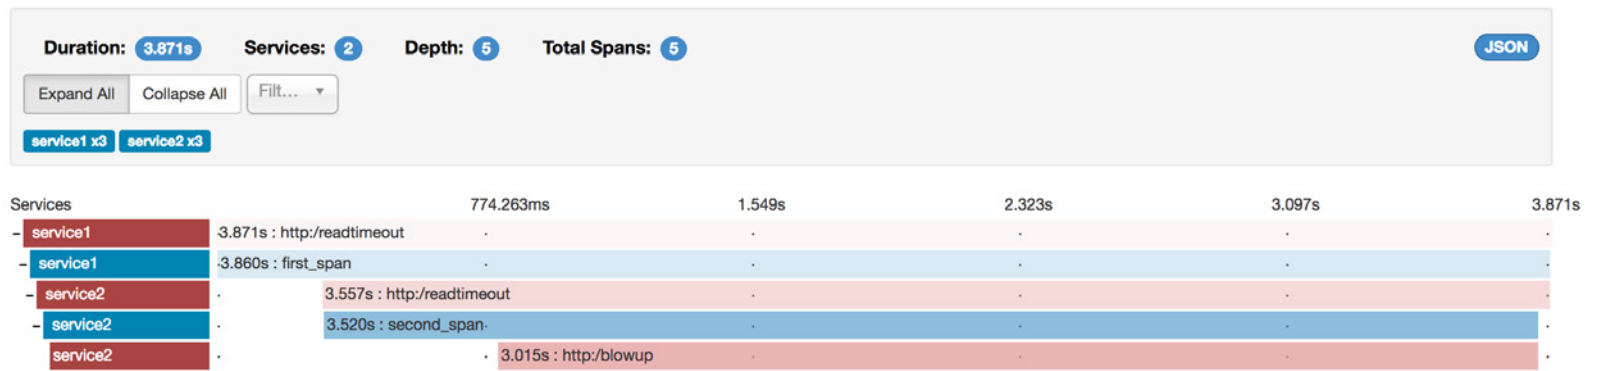 Duration: 3.871s Services: 2 Depth: 5 Total Spans: 5 JSON
Expand All Collapse All Filt...
service1 x3 service2 x3
Services 774.263ms 1.549s 2.323s 3.097s 3.871s
- service1 3.871s : http:/readtimeout
- service1 3.860s : first_span
- service2 3.557s : http:/readtimeout
- service2 3.520s : second_span
service2 3.015s : http:/blowup